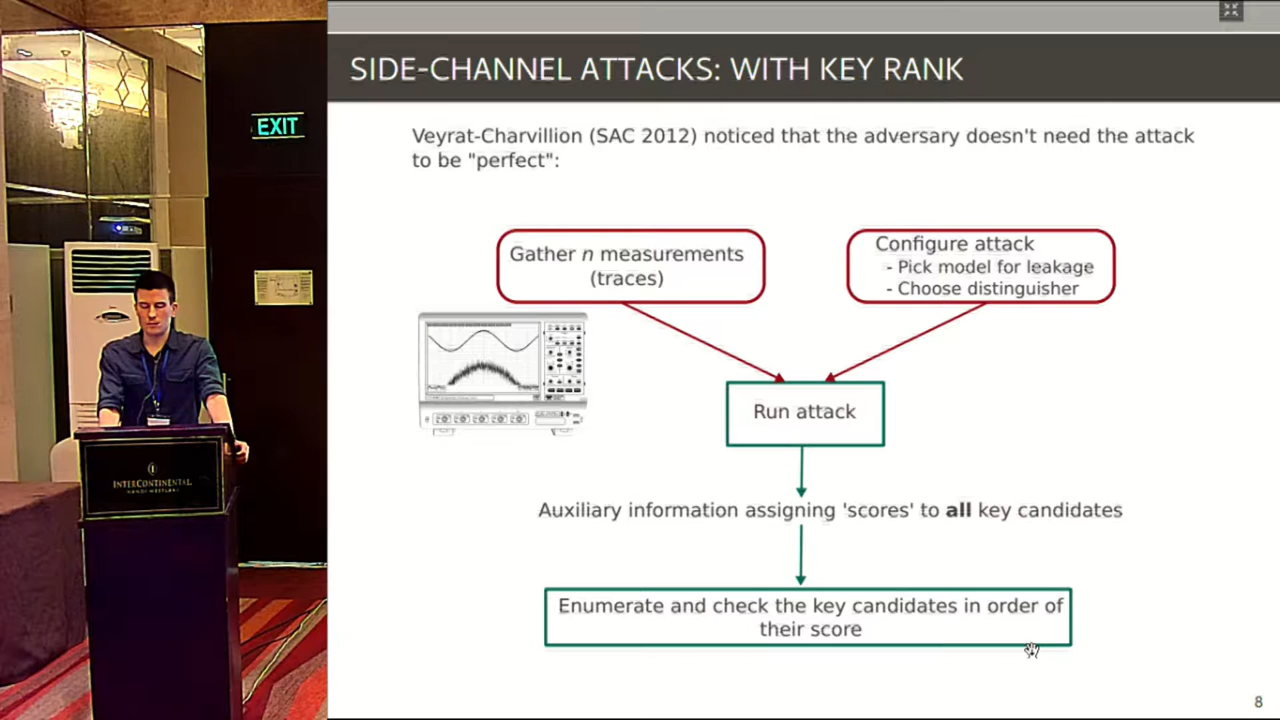 SIDE-CHANNEL ATTACKS: WITH KEY RANK
Veyrat-Charvillion (SAC 2012) noticed that the adversary doesn't need the attack
to be "perfect":
Gather n measurements
(traces)
Configure attack
- Pick model for leakage
- Choose distinguisher
Run attack
Auxiliary information assigning 'scores' to all key candidates
Enumerate and check the key candidates in order of
their score
8
EXIT
INTERCONTINENTAL
HANOI WESTLAKE